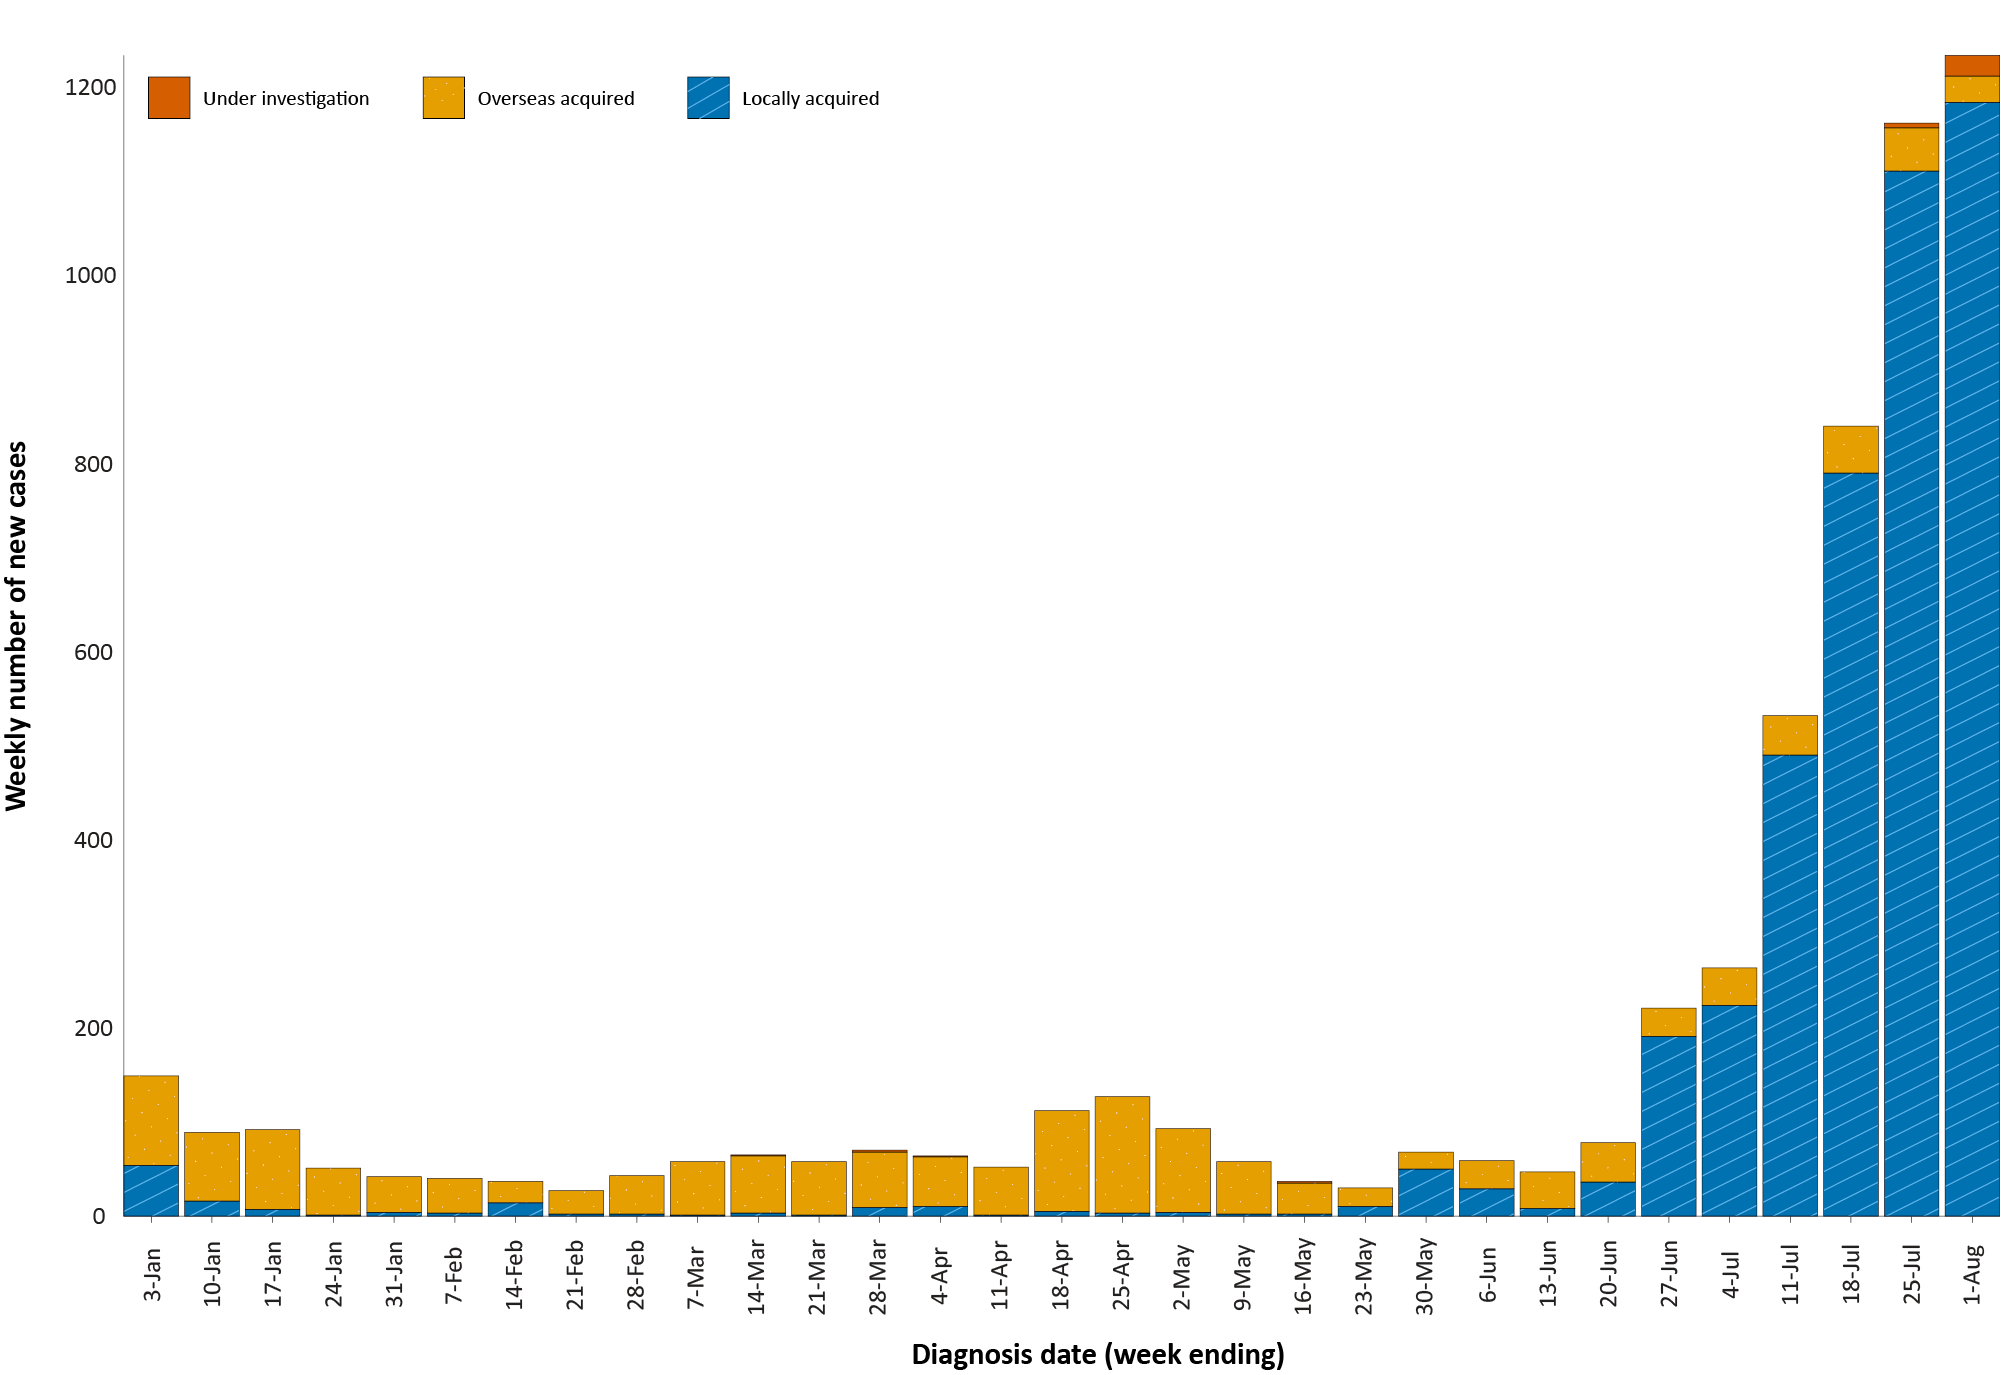 Under investigation
Overseas acquired
Locally acquired
Weekly number of new cases
1200
1000
800
600
400
200
0
3-Jan
10-Jan
17-Jan
24-Jan
31-Jan
7-Feb
14-Feb
21-Feb
28-Feb
7-Mar
14-Mar
21-Mar
28-Mar
4-Apr
11-Apr
18-Apr
25-Apr
2-May
9-May
16-May
23-May
30-May
6-Jun
13-Jun
20-Jun
27-Jun
4-Jul
11-Jul
18-Jul
25-Jul
1-Aug
Diagnosis date (week ending)